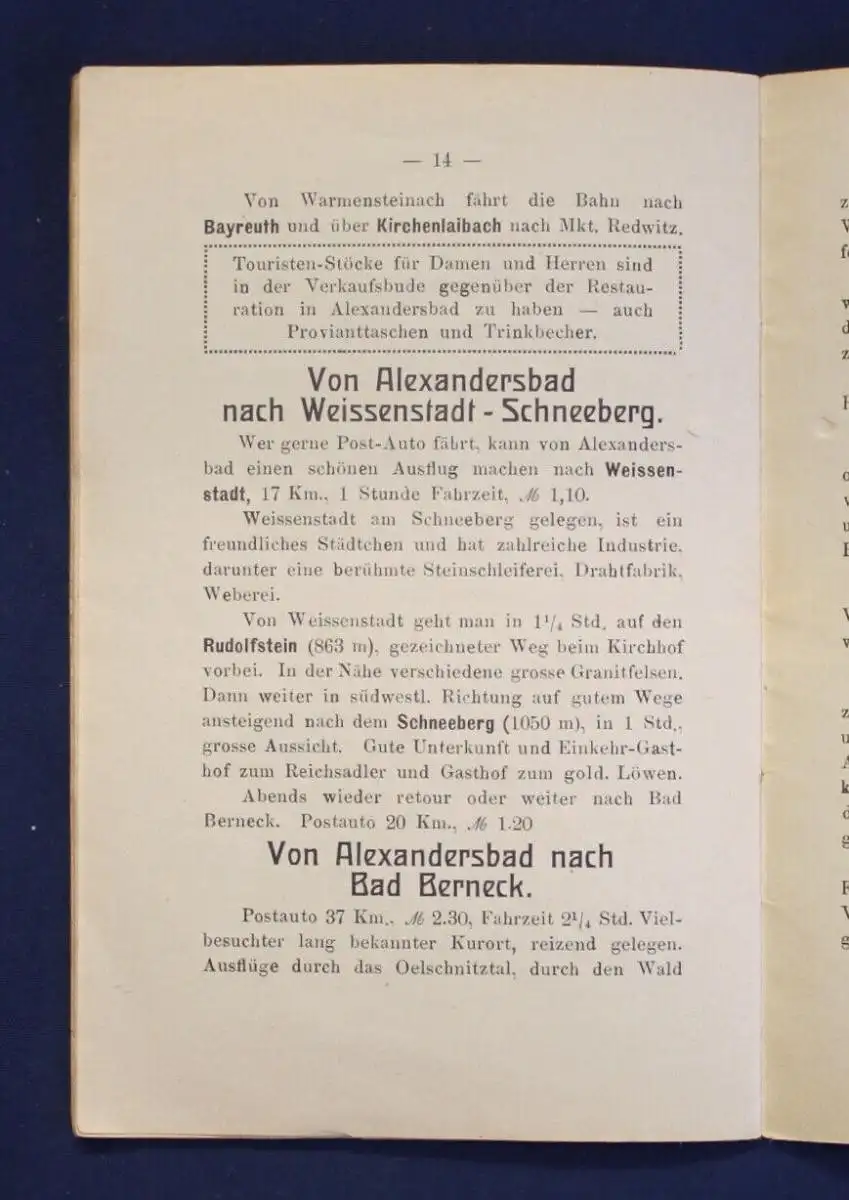 — 14 —
Von Warmensteinach fährt die Bahn nach
Bayreuth und über Kirchenlaibach nach Mkt. Redwitz.
Touristen-Stöcke für Damen und Herren sind
in der Verkaufsbude gegenüber der Restau-
ration in Alexandersbad zu haben — auch
Provianttaschen und Trinkbecher.
Von Alexandersbad
nach Weissenstadt - Schneeberg.
Wer gerne Post-Auto fährt, kann von Alexanders-
bad einen schönen Ausflug machen nach Weissen-
stadt, 17 Km., 1 Stunde Fahrzeit, ℳ 1,10.
Weissenstadt am Schneeberg gelegen, ist ein
freundliches Städtchen und hat zahlreiche Industrie,
darunter eine berühmte Steinschleiferei, Drahtfabrik,
Weberei.
Von Weissenstadt geht man in 1¹/₄ Std. auf den
Rudolfstein (863 m), gezeichneter Weg beim Kirchhof
vorbei. In der Nähe verschiedene grosse Granitfelsen.
Dann weiter in südwestl. Richtung auf gutem Wege
ansteigend nach dem Schneeberg (1050 m), in 1 Std.,
grosse Aussicht. Gute Unterkunft und Einkehr-Gast-
hof zum Reichsadler und Gasthof zum gold. Löwen.
Abends wieder retour oder weiter nach Bad
Berneck. Postauto 20 Km., ℳ 1.20
Von Alexandersbad nach
Bad Berneck.
Postauto 37 Km., ℳ 2.30, Fahrzeit 2¹/₄ Std. Viel-
besuchter lang bekannter Kurort, reizend gelegen.
Ausflüge durch das Oelschnitztal, durch den Wald